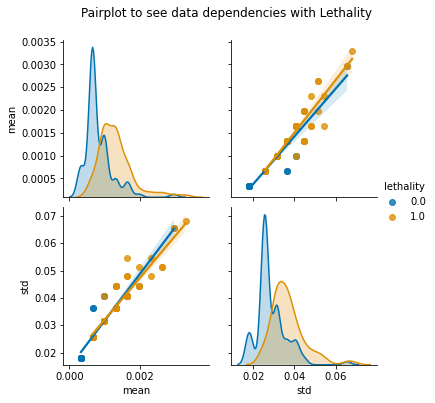 Pairplot to see data dependencies with Lethality
0.0035
0.0030
0.0025
0.0020
0.0015
0.0010
0.0005
mean
lethality
0.0
1.0
0.07
0.06
0.05
0.04
0.03
0.02
std
0.000 0.002
mean
0.02 0.04 0.06
std